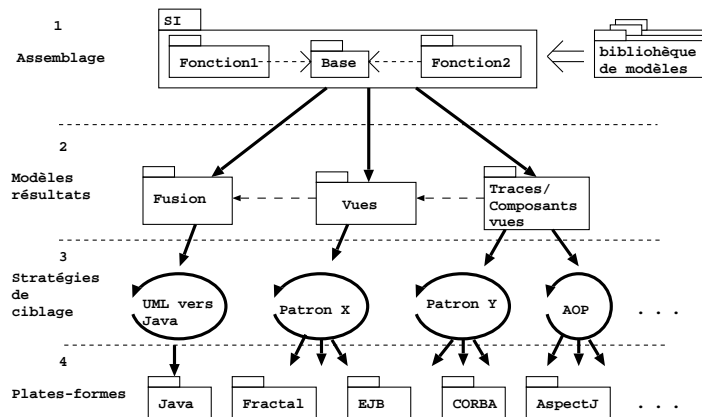 1
Assemblage
SI
Fonction1
Base
Fonction2
bibliohèque
de modèles
2
Modèles
résultats
Fusion
Vues
Traces/
Composants
vues
3
Stratégies
de
ciblage
UML vers
Java
Patron X
Patron Y
AOP
. . .
4
Plates-formes
Java
Fractal
EJB
CORBA
AspectJ
. . .